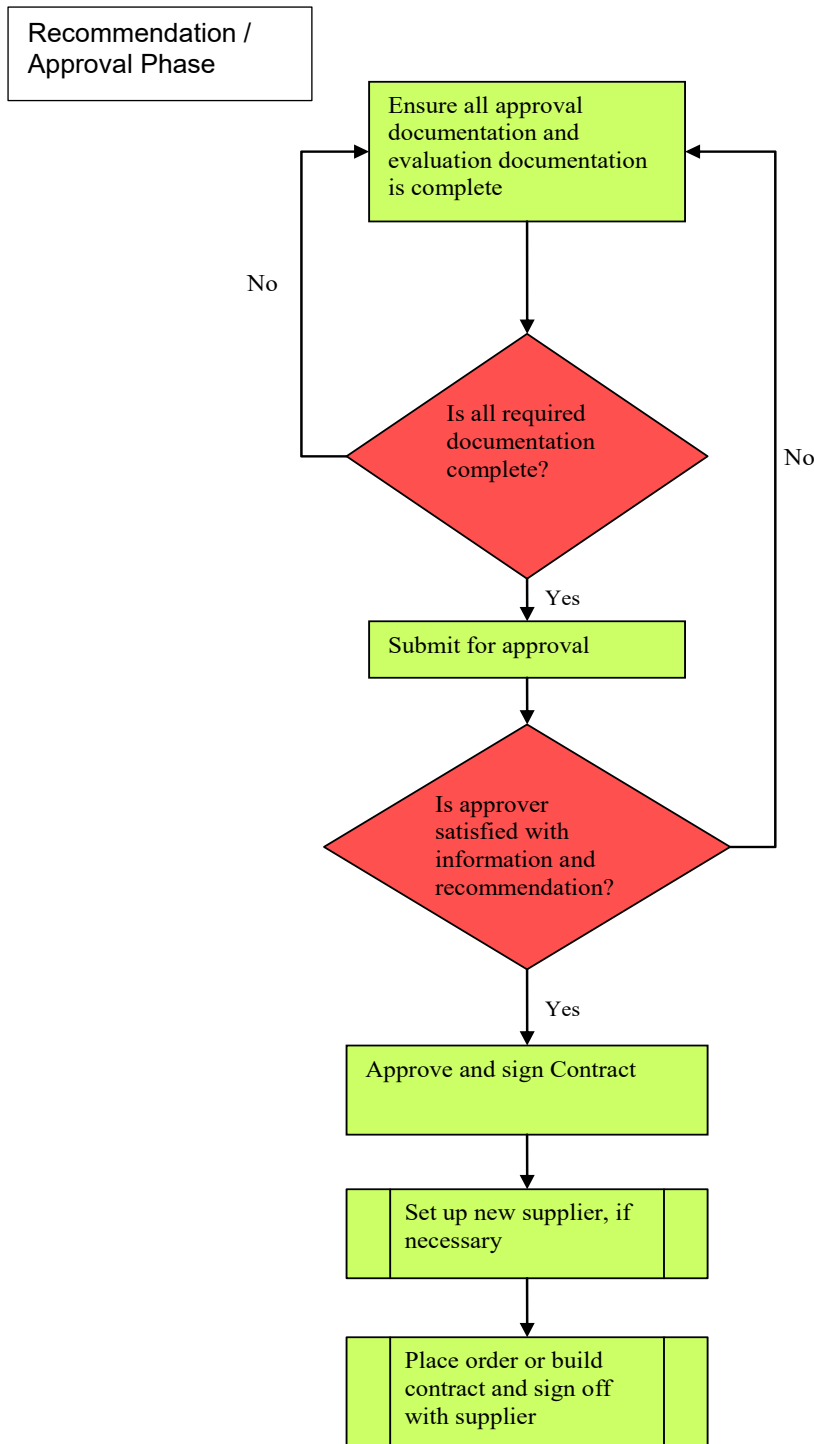 Recommendation /
Approval Phase
Ensure all approval
documentation and
evaluation documentation
is complete
No
Is all required
documentation
complete?
No
Yes
Submit for approval
Is approver
satisfied with
information and
recommendation?
Yes
Approve and sign Contract
Set up new supplier, if
necessary
Place order or build
contract and sign off
with supplier